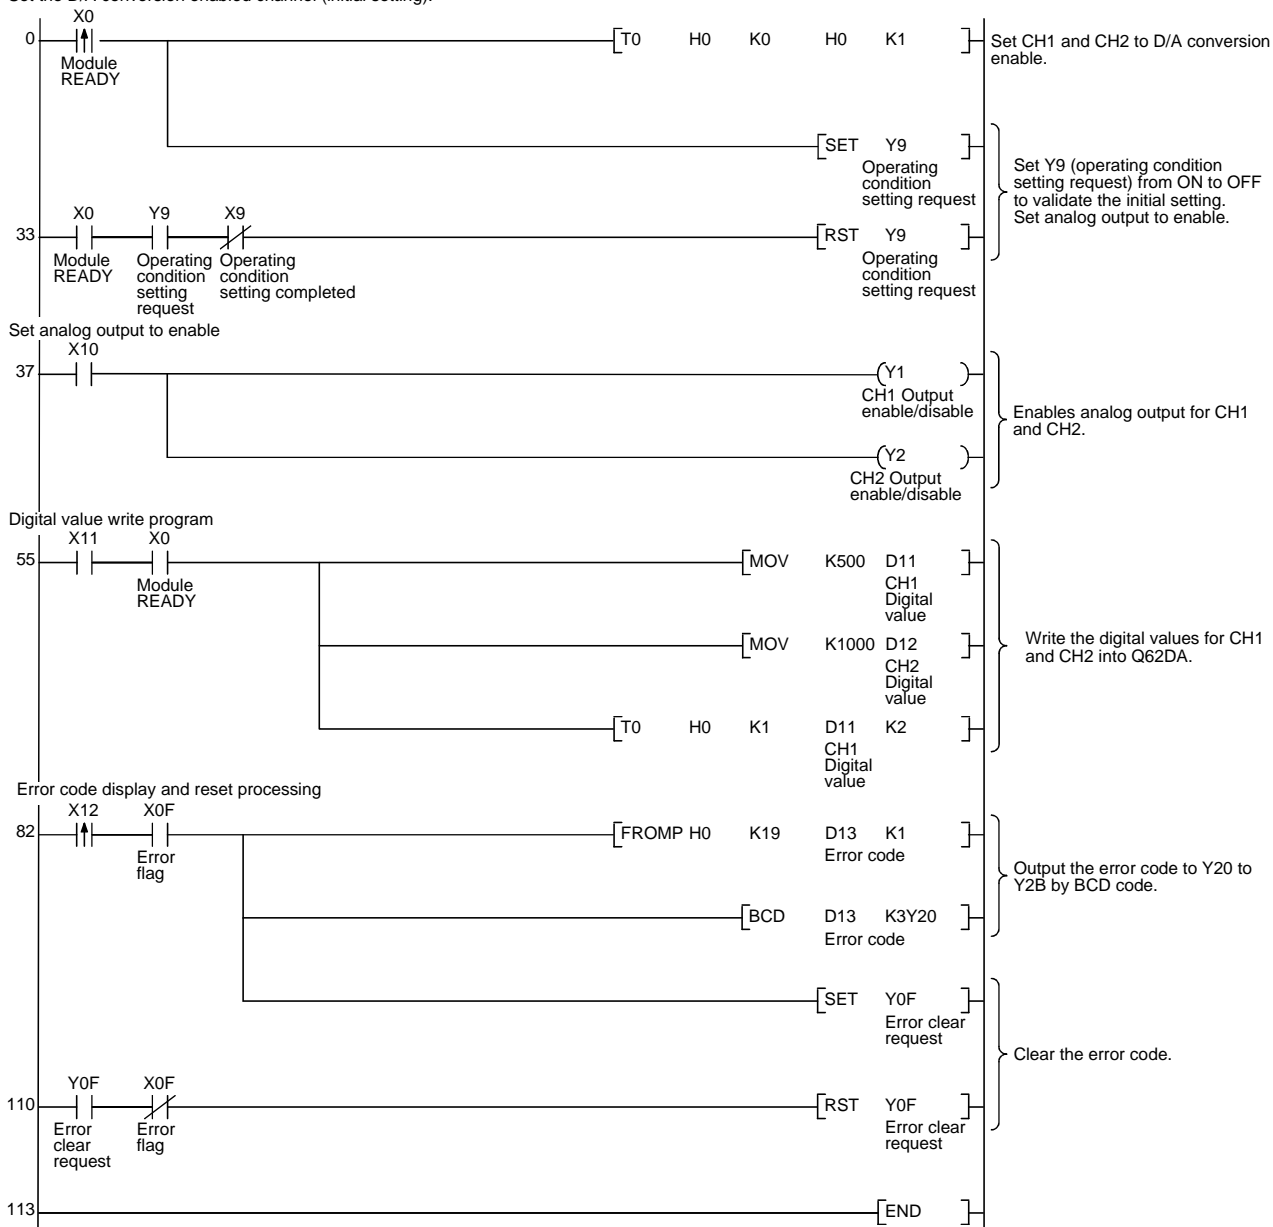 X0
0
[T0 H0 K0 H0 K1 ]
Set CH1 and CH2 to D/A conversion
enable.
Module
READY
[SET Y9 ]
Operating
condition
setting request
Set Y9 (operating condition
setting request) from ON to OFF
to validate the initial setting.
Set analog output to enable.
X0 Y9 X9
33
[RST Y9 ]
Module
READY
Operating
condition
setting
request
Operating
condition
setting completed
Operating
condition
setting request
Set analog output to enable
X10
37
(Y1 )
CH1 Output
enable/disable
Enables analog output for CH1
and CH2.
(Y2 )
CH2 Output
enable/disable
Digital value write program
X11 X0
55
[MOV K500 D11 ]
Module
READY
CH1
Digital
value
[MOV K1000 D12 ]
CH2
Digital
value
Write the digital values for CH1
and CH2 into Q62DA.
[T0 H0 K1 D11 K2 ]
CH1
Digital
value
Error code display and reset processing
X12 X0F
82
[FROMP H0 K19 D13 K1 ]
Error
flag
Error code
Output the error code to Y20 to
Y2B by BCD code.
[BCD D13 K3Y20 ]
Error code
[SET Y0F ]
Error clear
request
Clear the error code.
Y0F X0F
110
[RST Y0F ]
Error
clear
request
Error
flag
Error clear
request
113
[END ]